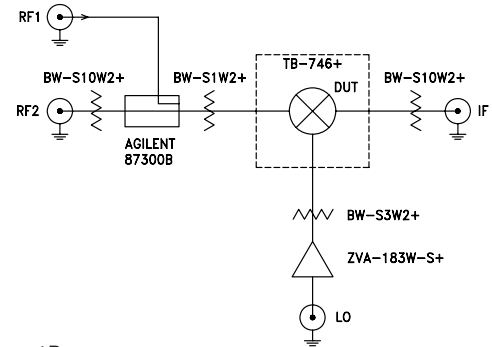 RF1
TB-746+
BW-S10W2+
BW-S1W2+
DUT
BW-S10W2+
RF2
IF
AGILENT
87300B
BW-S3W2+
ZVA-183W-S+
LO